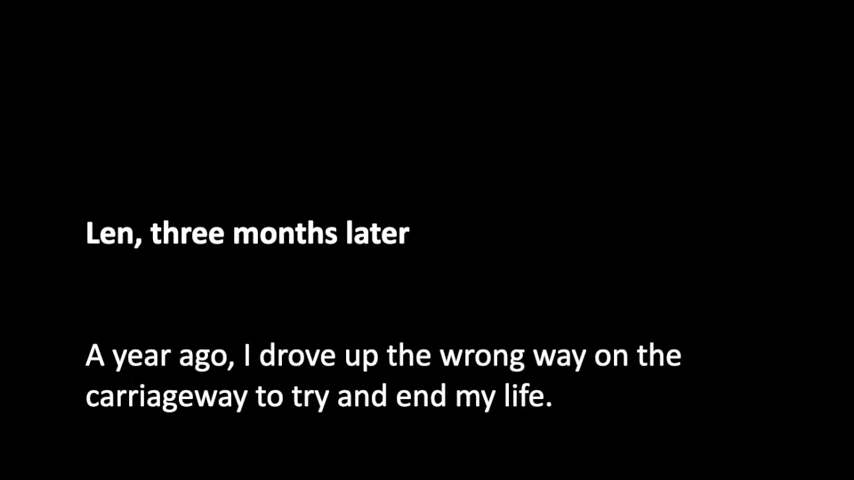 Len, three months later
A year ago, I drove up the wrong way on the
carriageway to try and end my life.